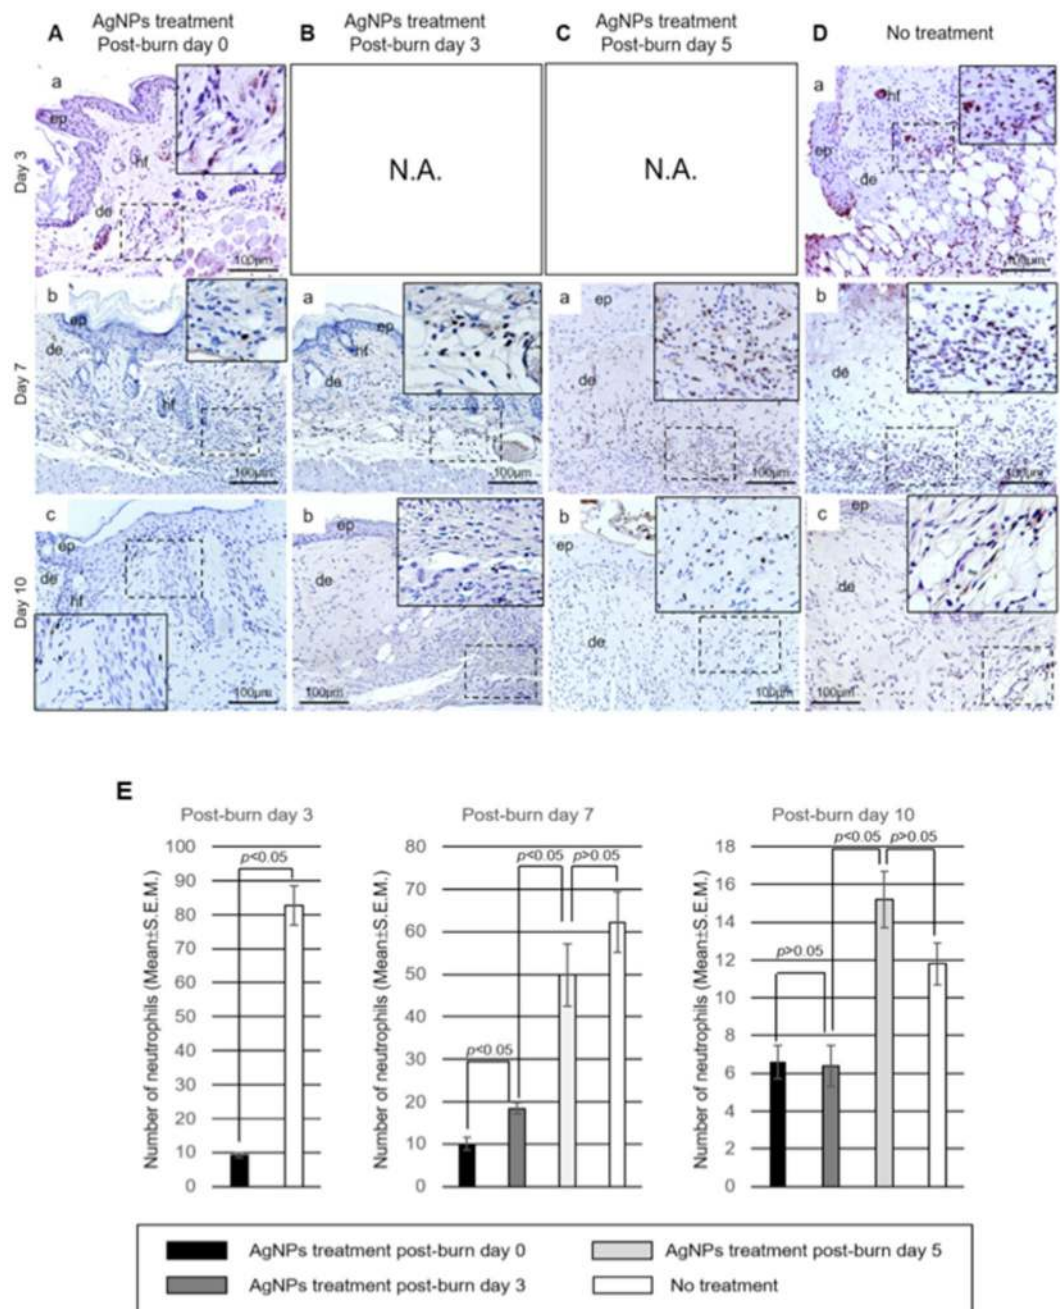 A
AgNPs treatment
Post-burn day 0
B
AgNPs treatment
Post-burn day 3
C
AgNPs treatment
Post-burn day 5
D
No treatment
Day 3
a
ep
hf
de
100μm
N.A.
N.A.
a
hf
ep
de
100μm
Day 7
b
ep
de
hf
100μm
a
ep
hf
de
100μm
a
ep
de
100μm
b
de
100μm
Day 10
c
ep
de
hf
100μm
b
ep
de
100μm
b
ep
de
100μm
c
ep
de
100μm
E
Post-burn day 3
Number of neutrophils (Mean±S.E.M.)
100
90
80
70
60
50
40
30
20
10
0
p<0.05
Post-burn day 7
Number of neutrophils (Mean±S.E.M.)
80
70
60
50
40
30
20
10
0
p<0.05
p<0.05
p>0.05
Post-burn day 10
Number of neutrophils (Mean±S.E.M.)
18
16
14
12
10
8
6
4
2
0
p>0.05
p<0.05
p>0.05
AgNPs treatment post-burn day 0
AgNPs treatment post-burn day 5
AgNPs treatment post-burn day 3
No treatment